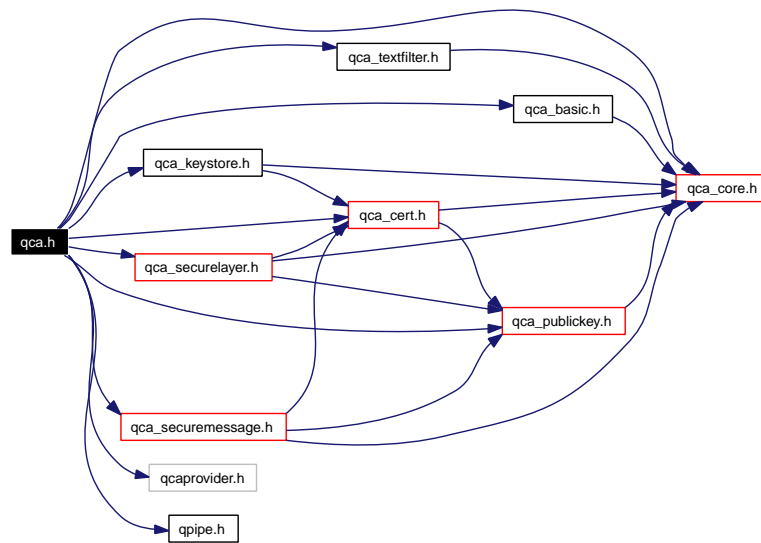 qca_textfilter.h
qca_basic.h
qca_keystore.h
qca_core.h
qca_cert.h
qca.h
qca_securelayer.h
qca_publickey.h
qca_securemessage.h
qcaprovider.h
qpipe.h